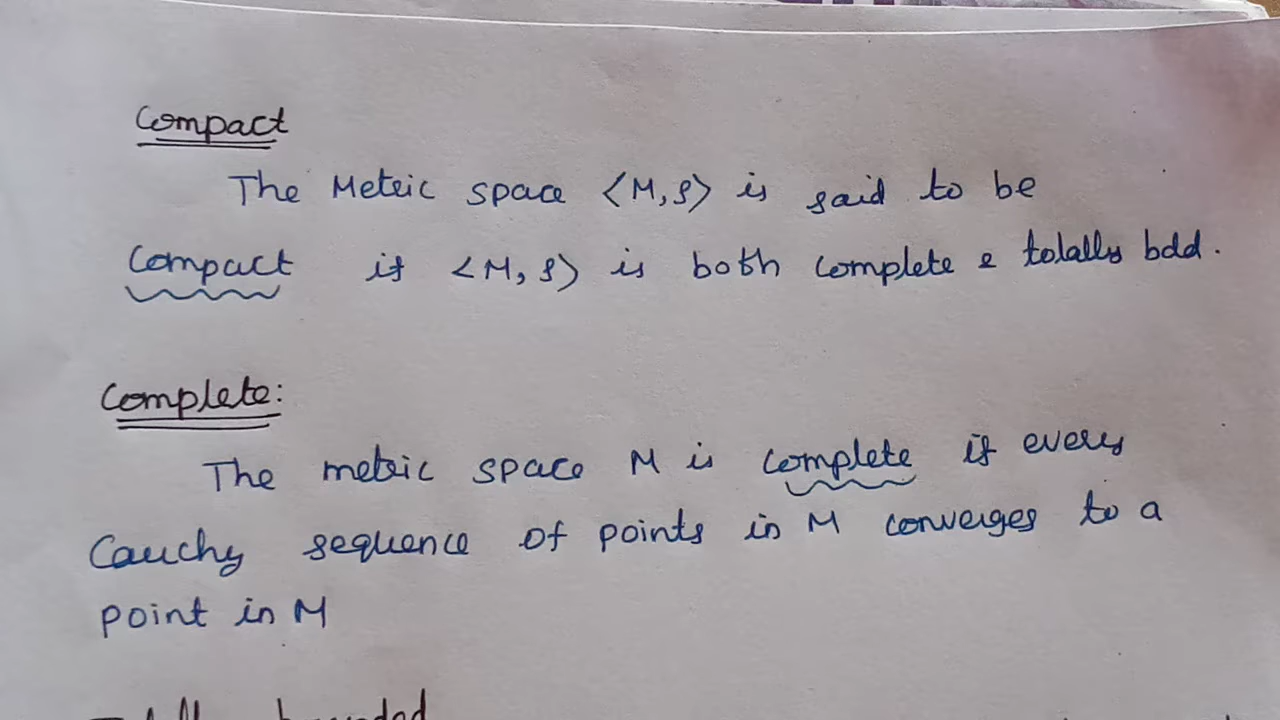 Compact
The Metric space <M,ρ> is said to be
Compact if <M,ρ> is both complete & totally bdd.
Complete:
The metric space M is complete if every
Cauchy sequence of points in M converges to a
point in M